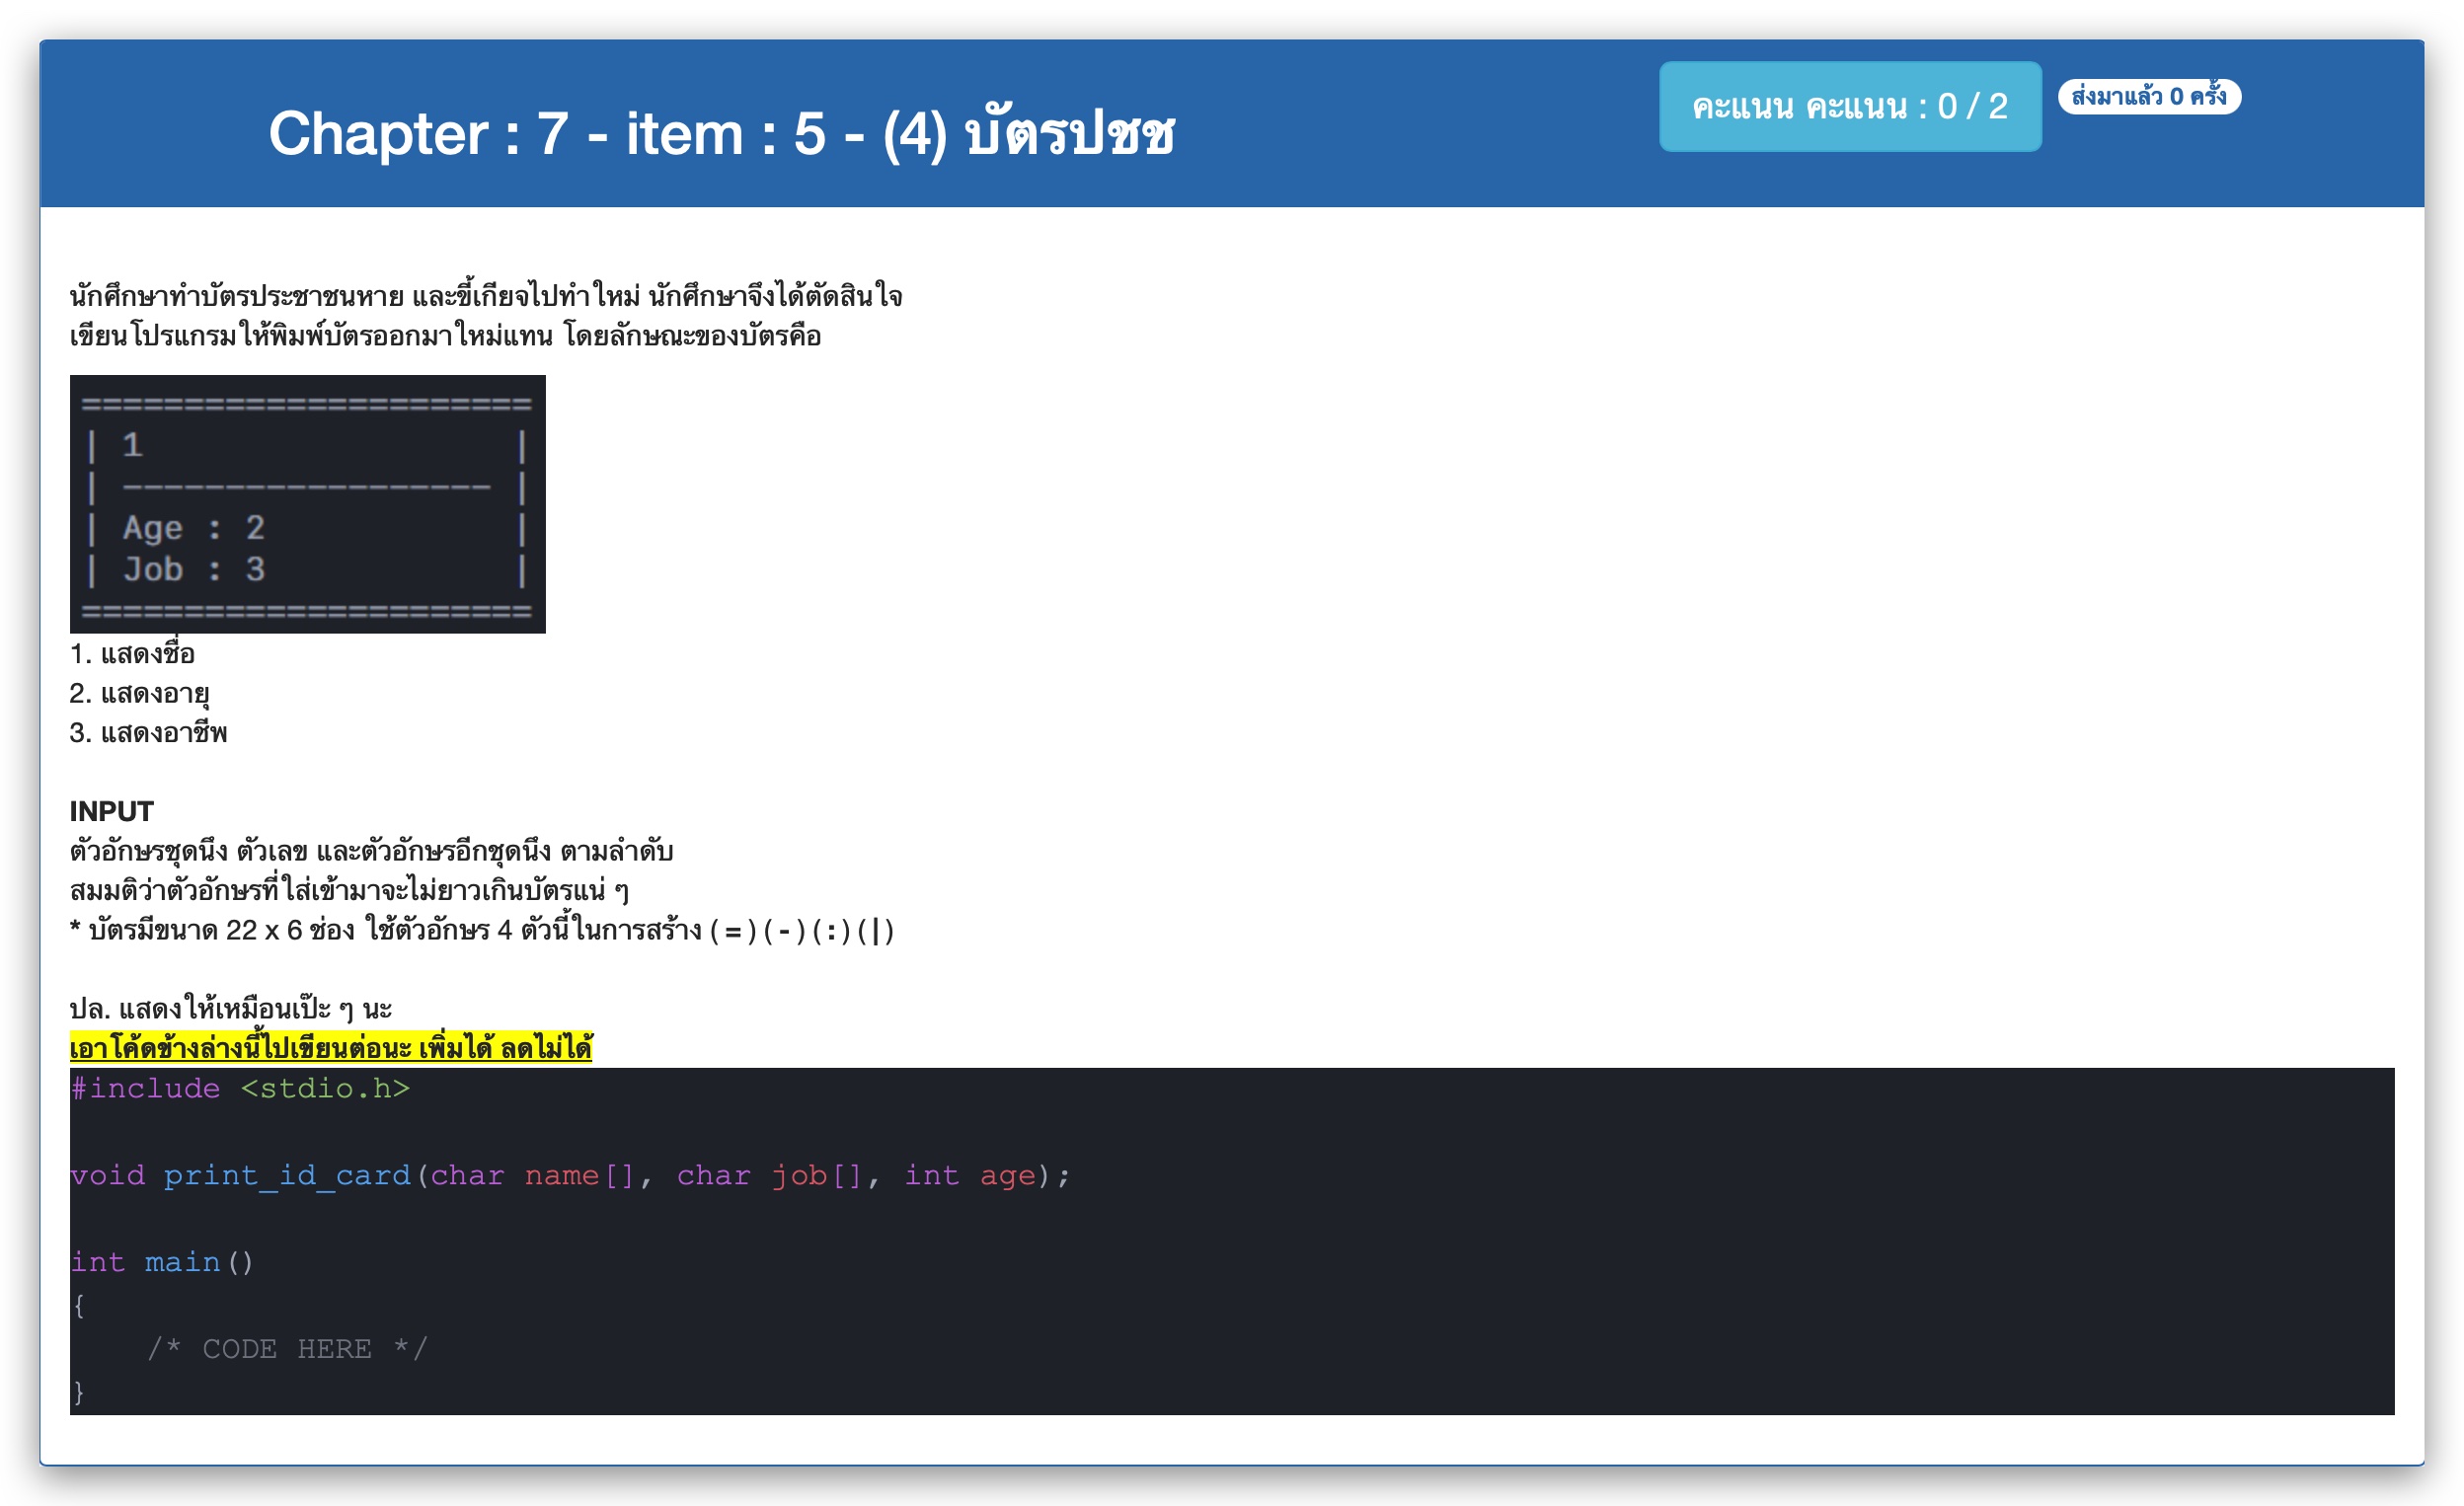 Chapter : 7 - item : 5 - (4) บัตรปชช
คะแนน คะแนน : 0 / 2
ส่งมาแล้ว 0 ครั้ง
นักศึกษาทำบัตรประชาชนหาย และขี้เกียจไปทำใหม่ นักศึกษาจึงได้ตัดสินใจ
เขียนโปรแกรมให้พิมพ์บัตรออกมาใหม่แทน โดยลักษณะของบัตรคือ
======================
| 1                  |
| ------------------ |
| Age : 2            |
| Job : 3            |
======================
1. แสดงชื่อ
2. แสดงอายุ
3. แสดงอาชีพ
INPUT
ตัวอักษรชุดนึง ตัวเลข และตัวอักษรอีกชุดนึง ตามลำดับ
สมมติว่าตัวอักษรที่ใส่เข้ามาจะไม่ยาวเกินบัตรแน่ ๆ
* บัตรมีขนาด 22 x 6 ช่อง ใช้ตัวอักษร 4 ตัวนี้ในการสร้าง ( = ) ( - ) ( : ) ( | )
ปล. แสดงให้เหมือนเป๊ะ ๆ นะ
เอาโค้ดข้างล่างนี้ไปเขียนต่อนะ เพิ่มได้ ลดไม่ได้
#include <stdio.h>
void print_id_card(char name[], char job[], int age);
int main()
{
    /* CODE HERE */
}